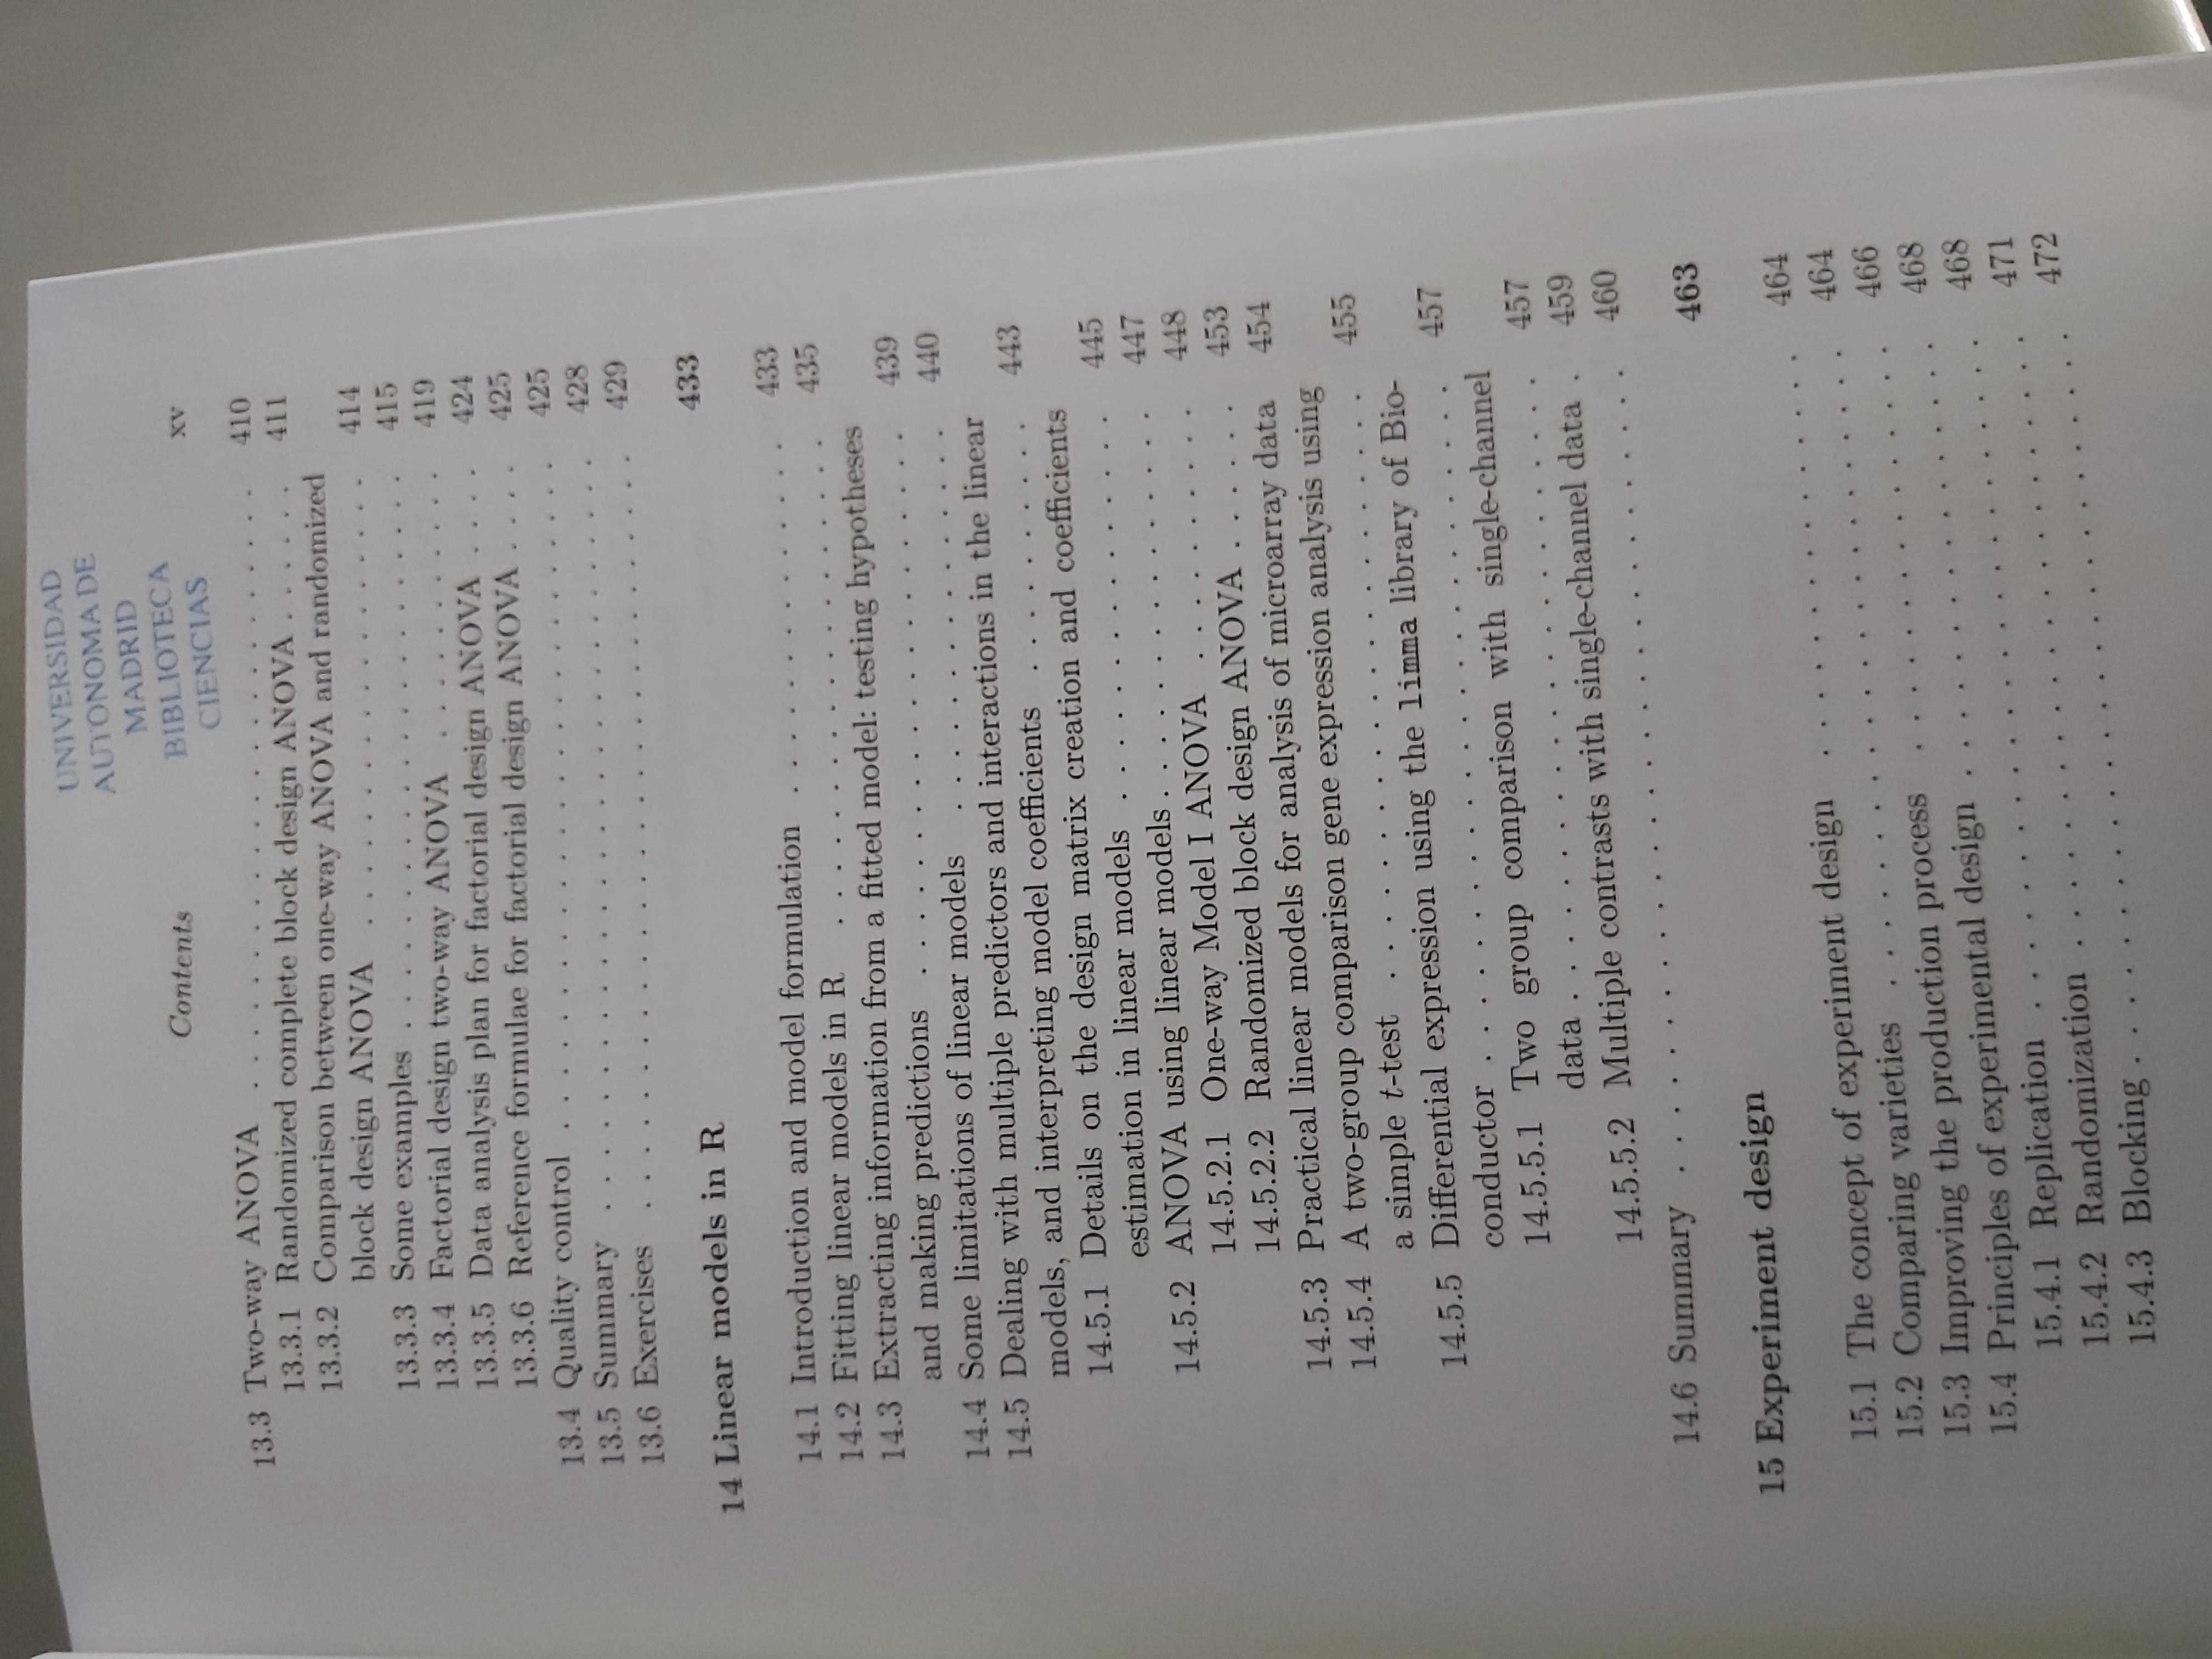 UNIVERSIDAD
AUTONOMA DE
MADRID
BIBLIOTECA
CIENCIAS
Contents xv
13.3 Two-way ANOVA . . . . . . . . . . . . . . . . . . . . . . . 410
13.3.1 Randomized complete block design ANOVA . . . . . . 411
13.3.2 Comparison between one-way ANOVA and randomized
block design ANOVA . . . . . . . . . . . . . . . . . 414
13.3.3 Some examples . . . . . . . . . . . . . . . . . . . . . 415
13.3.4 Factorial design two-way ANOVA . . . . . . . . . . . 419
13.3.5 Data analysis plan for factorial design ANOVA . . . . 424
13.3.6 Reference formulae for factorial design ANOVA . . . . 425
13.4 Quality control . . . . . . . . . . . . . . . . . . . . . . . . . 425
13.5 Summary . . . . . . . . . . . . . . . . . . . . . . . . . . . . 428
13.6 Exercises . . . . . . . . . . . . . . . . . . . . . . . . . . . . 429
14 Linear models in R 433
14.1 Introduction and model formulation . . . . . . . . . . . . . . 433
14.2 Fitting linear models in R . . . . . . . . . . . . . . . . . . . 435
14.3 Extracting information from a fitted model: testing hypotheses
and making predictions . . . . . . . . . . . . . . . . . . . . . 439
14.4 Some limitations of linear models . . . . . . . . . . . . . . . 440
14.5 Dealing with multiple predictors and interactions in the linear
models, and interpreting model coefficients . . . . . . . . . . 443
14.5.1 Details on the design matrix creation and coefficients
estimation in linear models . . . . . . . . . . . . . . 445
14.5.2 ANOVA using linear models . . . . . . . . . . . . . . . 447
14.5.2.1 One-way Model I ANOVA . . . . . . . . . . 448
14.5.2.2 Randomized block design ANOVA . . . . . . 453
14.5.3 Practical linear models for analysis of microarray data 454
14.5.4 A two-group comparison gene expression analysis using
a simple t-test . . . . . . . . . . . . . . . . . . . . . 455
14.5.5 Differential expression using the limma library of Bio-
conductor . . . . . . . . . . . . . . . . . . . . . . . . 457
14.5.5.1 Two group comparison with single-channel
data . . . . . . . . . . . . . . . . . . . . . . 457
14.5.5.2 Multiple contrasts with single-channel data . 459
14.6 Summary . . . . . . . . . . . . . . . . . . . . . . . . . . . . 460
15 Experiment design 463
15.1 The concept of experiment design . . . . . . . . . . . . . . . 464
15.2 Comparing varieties . . . . . . . . . . . . . . . . . . . . . . . 464
15.3 Improving the production process . . . . . . . . . . . . . . . 466
15.4 Principles of experimental design . . . . . . . . . . . . . . . 468
15.4.1 Replication . . . . . . . . . . . . . . . . . . . . . . . 468
15.4.2 Randomization . . . . . . . . . . . . . . . . . . . . . 471
15.4.3 Blocking . . . . . . . . . . . . . . . . . . . . . . . . . 472